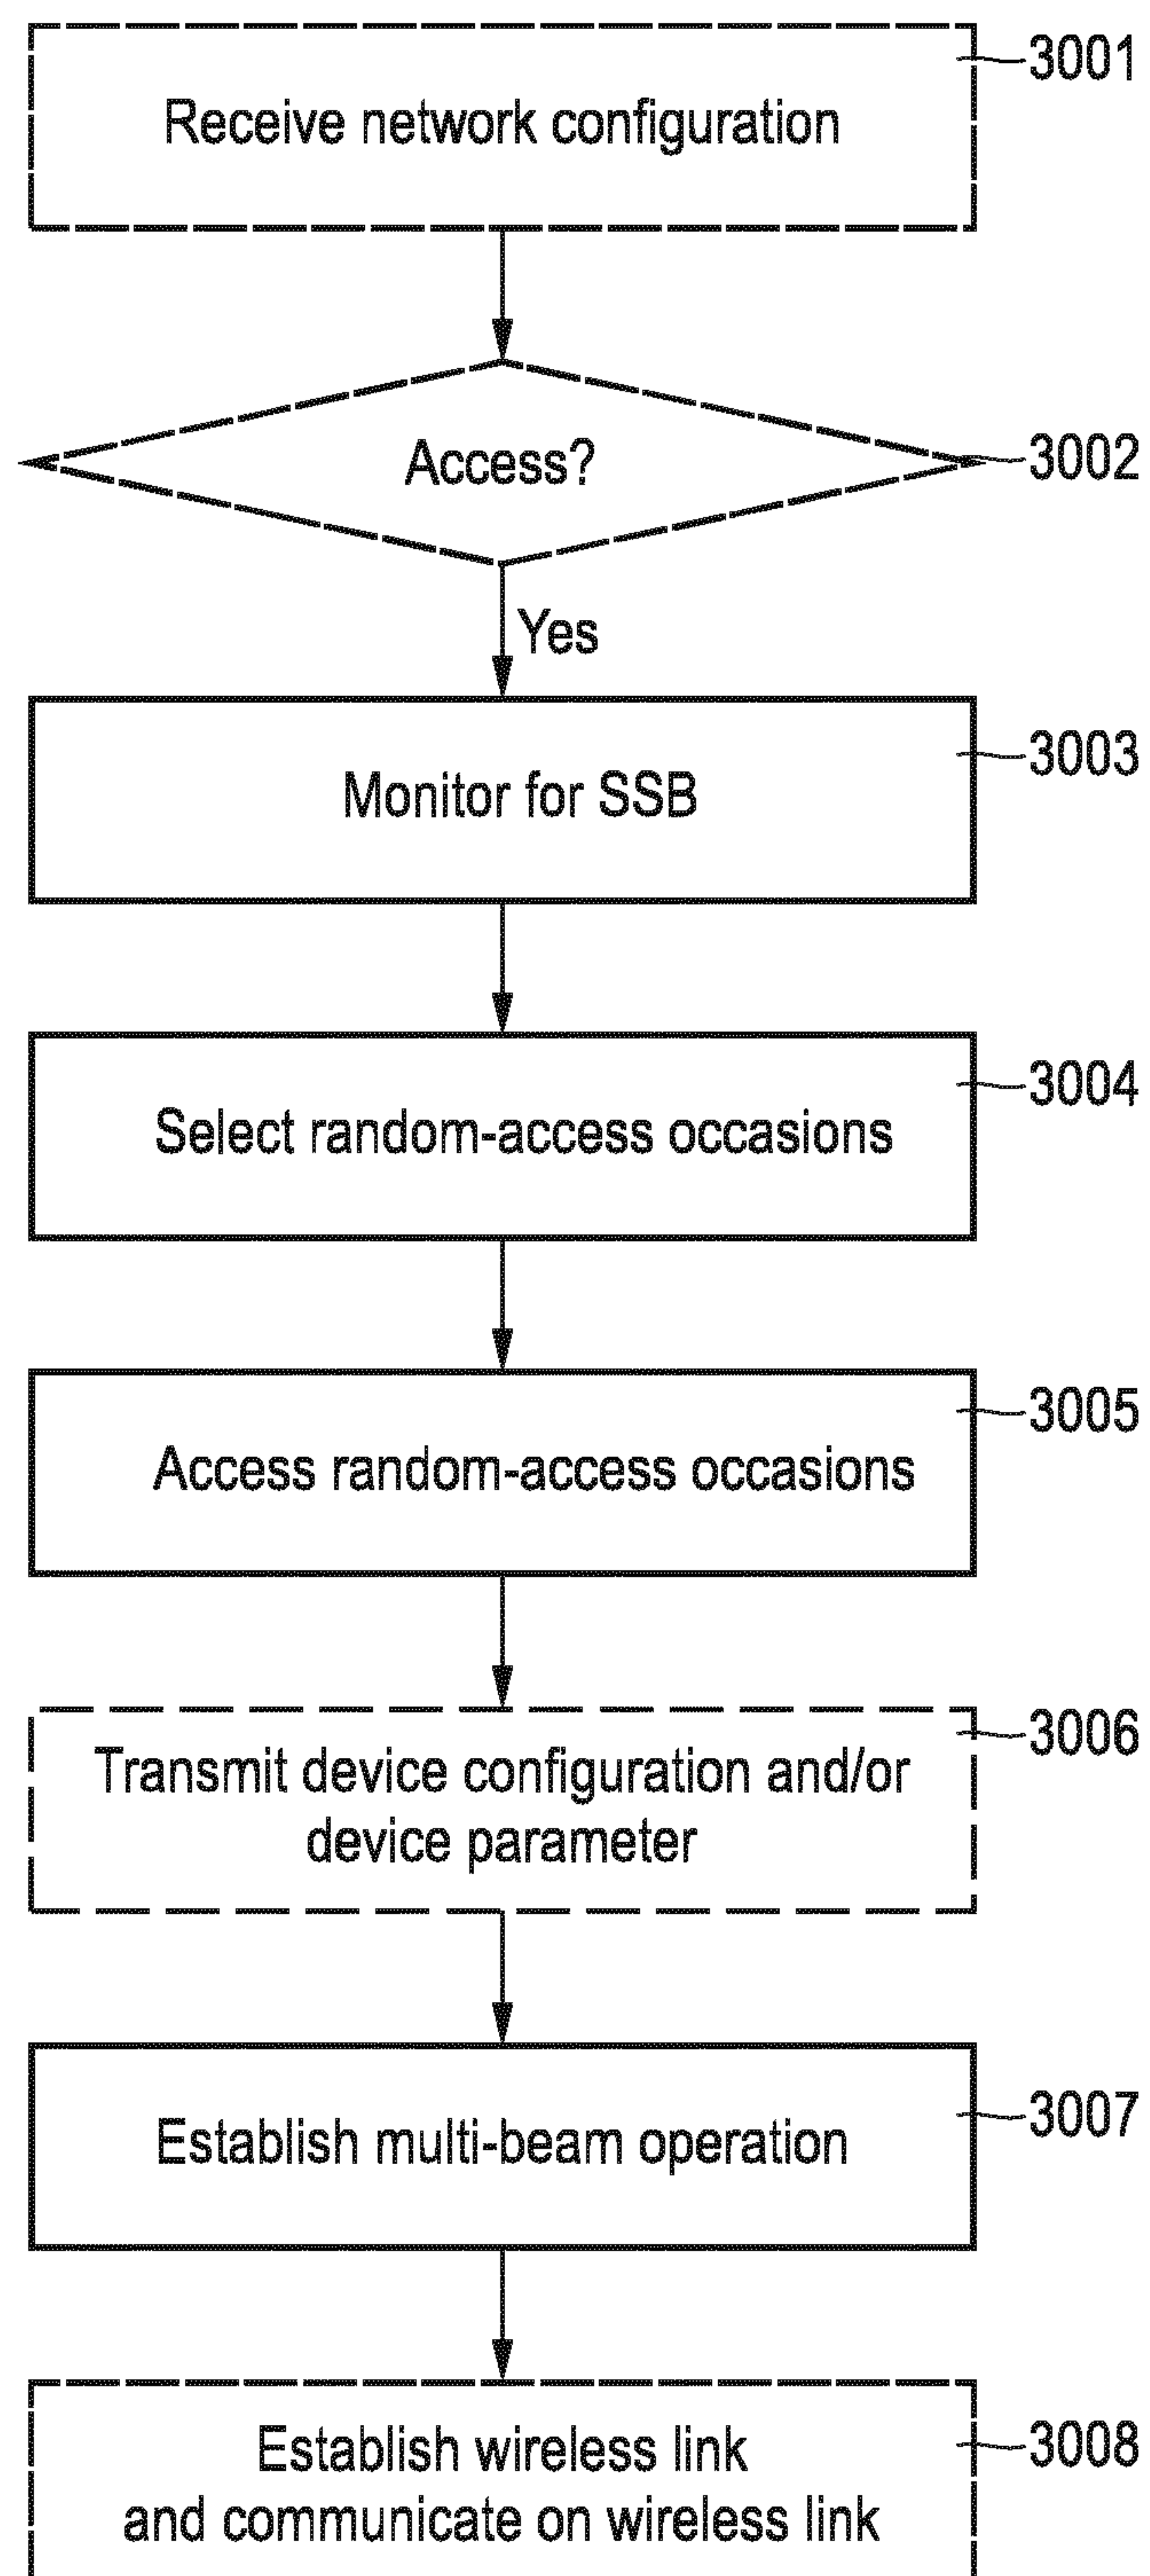 3001
Receive network configuration
Access?
3002
Yes
3003
Monitor for SSB
3004
Select random-access occasions
3005
Access random-access occasions
3006
Transmit device configuration and/or
device parameter
3007
Establish multi-beam operation
3008
Establish wireless link
and communicate on wireless link